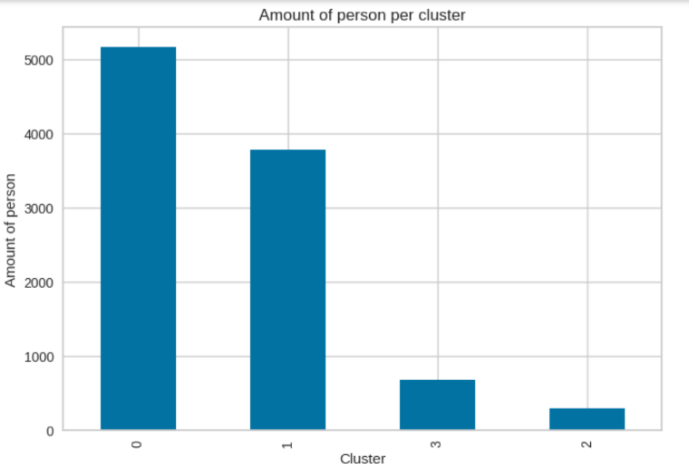 Amount of person per cluster
5000
4000
3000
2000
1000
0
Amount of person
0 1 3 2
Cluster